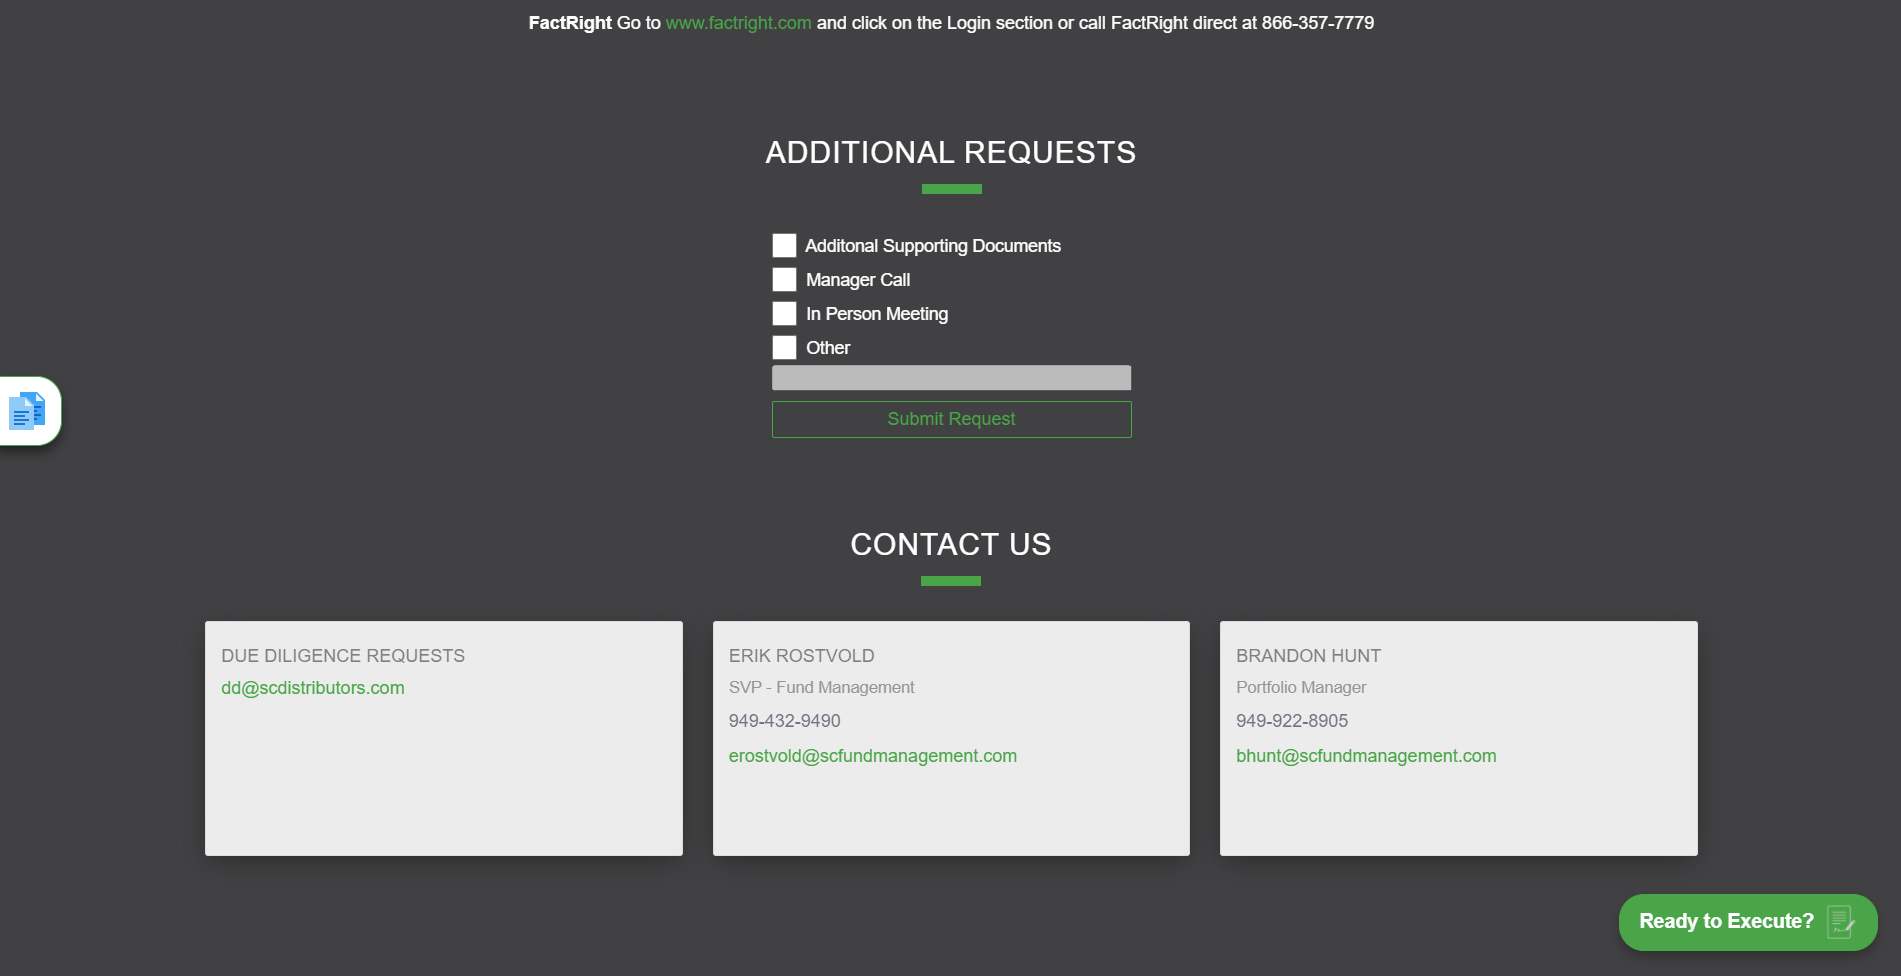 FactRight Go to www.factright.com and click on the Login section or call FactRight direct at 866-357-7779
ADDITIONAL REQUESTS
Additonal Supporting Documents
Manager Call
In Person Meeting
Other
Submit Request
CONTACT US
DUE DILIGENCE REQUESTS
dd@scdistributors.com
ERIK ROSTVOLD
SVP - Fund Management
949-432-9490
erostvold@scfundmanagement.com
BRANDON HUNT
Portfolio Manager
949-922-8905
bhunt@scfundmanagement.com
Ready to Execute?